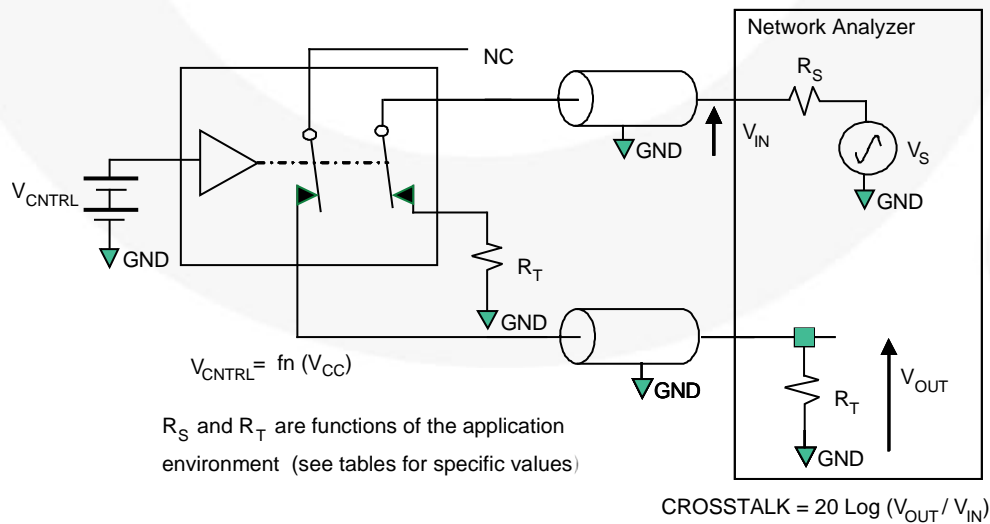 Network Analyzer
NC
R_S
V_IN
GND
V_S
GND
V_CNTRL
GND
R_T
GND
V_CNTRL = fn (V_CC)
GND
R_T
V_OUT
GND
R_S and R_T are functions of the application
environment (see tables for specific values)
CROSSTALK = 20 Log (V_OUT / V_IN)